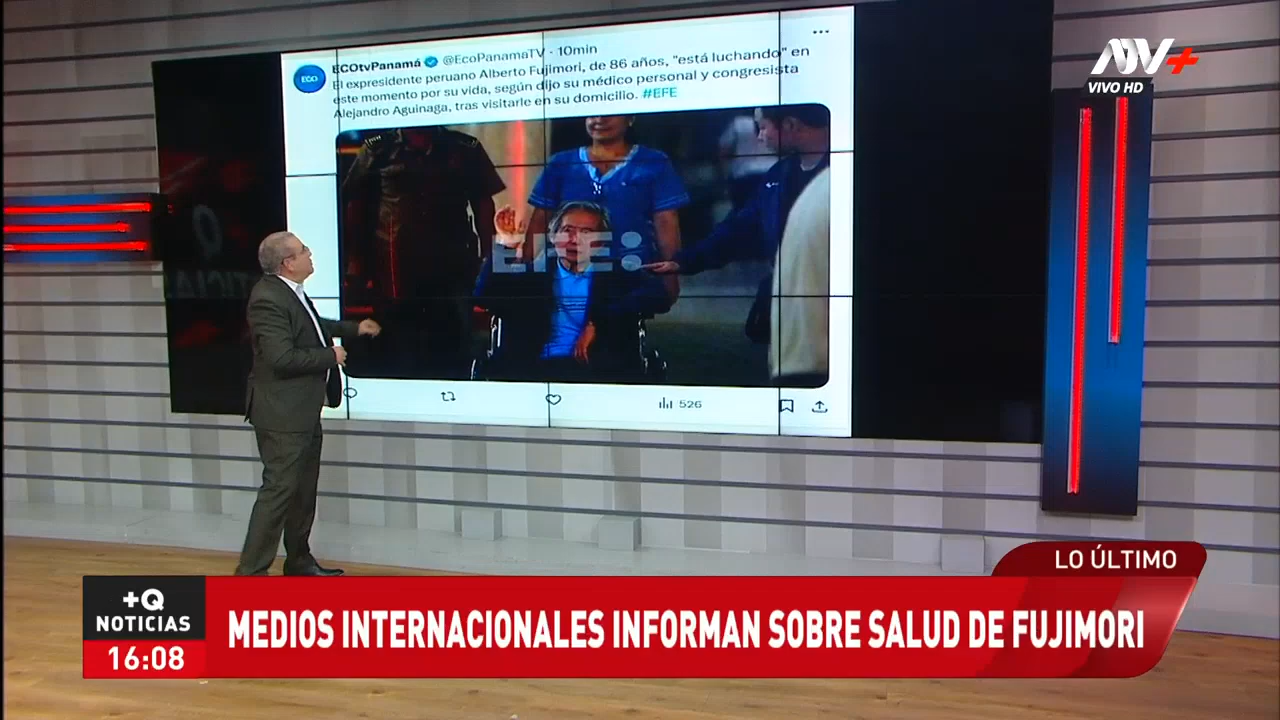 ECOtvPanamá @EcoPanamaTV · 10min
El expresidente peruano Alberto Fujimori, de 86 años, "está luchando" en
este momento por su vida, según dijo su médico personal y congresista
Alejandro Aguinaga, tras visitarle en su domicilio. #EFE
ECO
EFE:
526
ATV+
VIVO HD
Q
NOTICIAS
LO ÚLTIMO
+Q
NOTICIAS
16:08
MEDIOS INTERNACIONALES INFORMAN SOBRE SALUD DE FUJIMORI